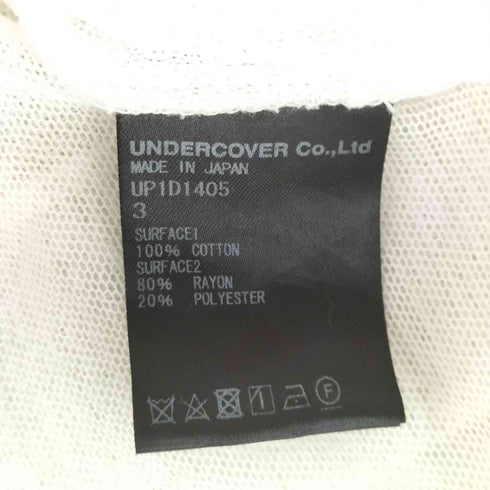 UNDERCOVER Co.,Ltd
MADE IN JAPAN
UP1D1405
3
SURFACE1
100% COTTON
SURFACE2
80% RAYON
20% POLYESTER
F